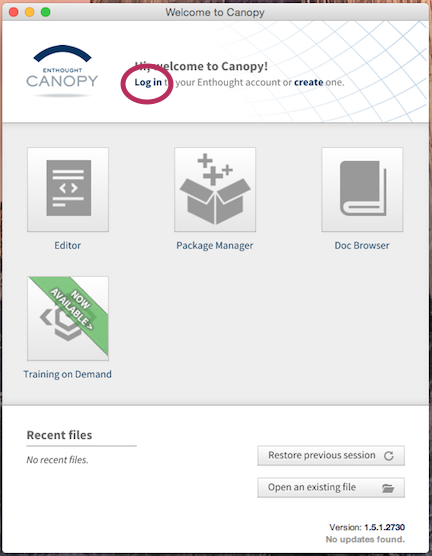 Welcome to Canopy
ENTHOUGHT
CANOPY
Hi, welcome to Canopy!
Log in to your Enthought account or create one.
Editor
Package Manager
Doc Browser
NOW
AVAILABLE >
Training on Demand
Recent files
No recent files.
Restore previous session
Open an existing file
Version: 1.5.1.2730
No updates found.